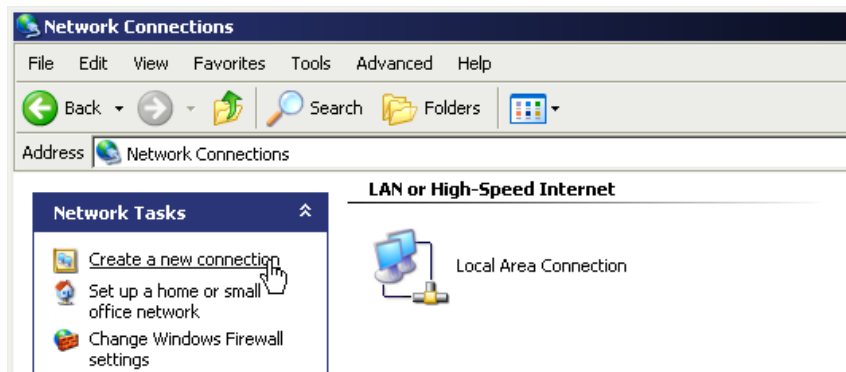 Network Connections
File Edit View Favorites Tools Advanced Help
Back Search Folders
Address Network Connections
LAN or High-Speed Internet
Network Tasks
Create a new connection
Local Area Connection
Set up a home or small
office network
Change Windows Firewall
settings